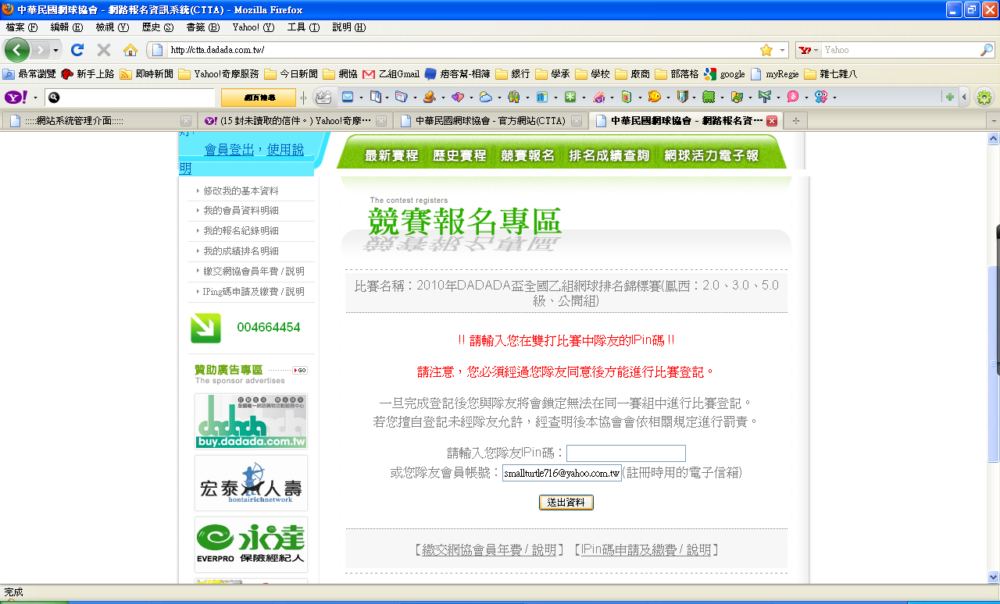 中華民國網球協會 - 網路報名資訊系統(CTTA) - Mozilla Firefox
檔案 (F) 編輯 (E) 檢視 (V) 歷史 (S) 書籤 (B) Yahoo! (Y) 工具 (T) 說明 (H)
http://ctta.dadada.com.tw/
Yahoo
最常瀏覽 新手上路 即時新聞 Yahoo!奇摩服務 今日新聞 網協 乙組Gmail 痞客幫-相簿 銀行 學承 學校 廠商 部落格 google myRegie 雜七雜八
Y! 網頁搜尋
:::::網站系統管理介面::::: (15 封未讀取的信件。) Yahoo!奇摩… 中華民國網球協會 - 官方網站(CTTA) 中華民國網球協會 - 網路報名資…
會員登出，使用說
明
最新賽程 歷史賽程 競賽報名 排名成績查詢 網球活力電子報
修改我的基本資料
我的會員資料明細
我的報名紀錄明細
我的成績排名明細
繳交網協會員年費 / 說明
IPing碼申請及繳費 / 說明
004664454
贊助廣告專區 GO
The sponsor advertises
全國唯一網路購物活動服務中心
dadada
buy.dadada.com.tw
宏泰人壽
hontairichnetwork
永達
EVERPRO 保險經紀人
The contest registers
競賽報名專區
比賽名稱：2010年DADADA盃全國乙組網球排名錦標賽(鳳西：2.0、3.0、5.0
級、公開組)
!! 請輸入您在雙打比賽中隊友的IPin碼 !!
請注意，您必須經過您隊友同意後方能進行比賽登記。
一旦完成登記後您與隊友將會鎖定無法在同一賽組中進行比賽登記。
若您擅自登記未經隊友允許，經查明後本協會會依相關規定進行罰責。
請輸入您隊友IPin碼：
或您隊友會員帳號：smallturtle716@yahoo.com.tw(註冊時用的電子信箱)
送出資料
【繳交網協會員年費 / 說明】【IPin碼申請及繳費 / 說明】
完成